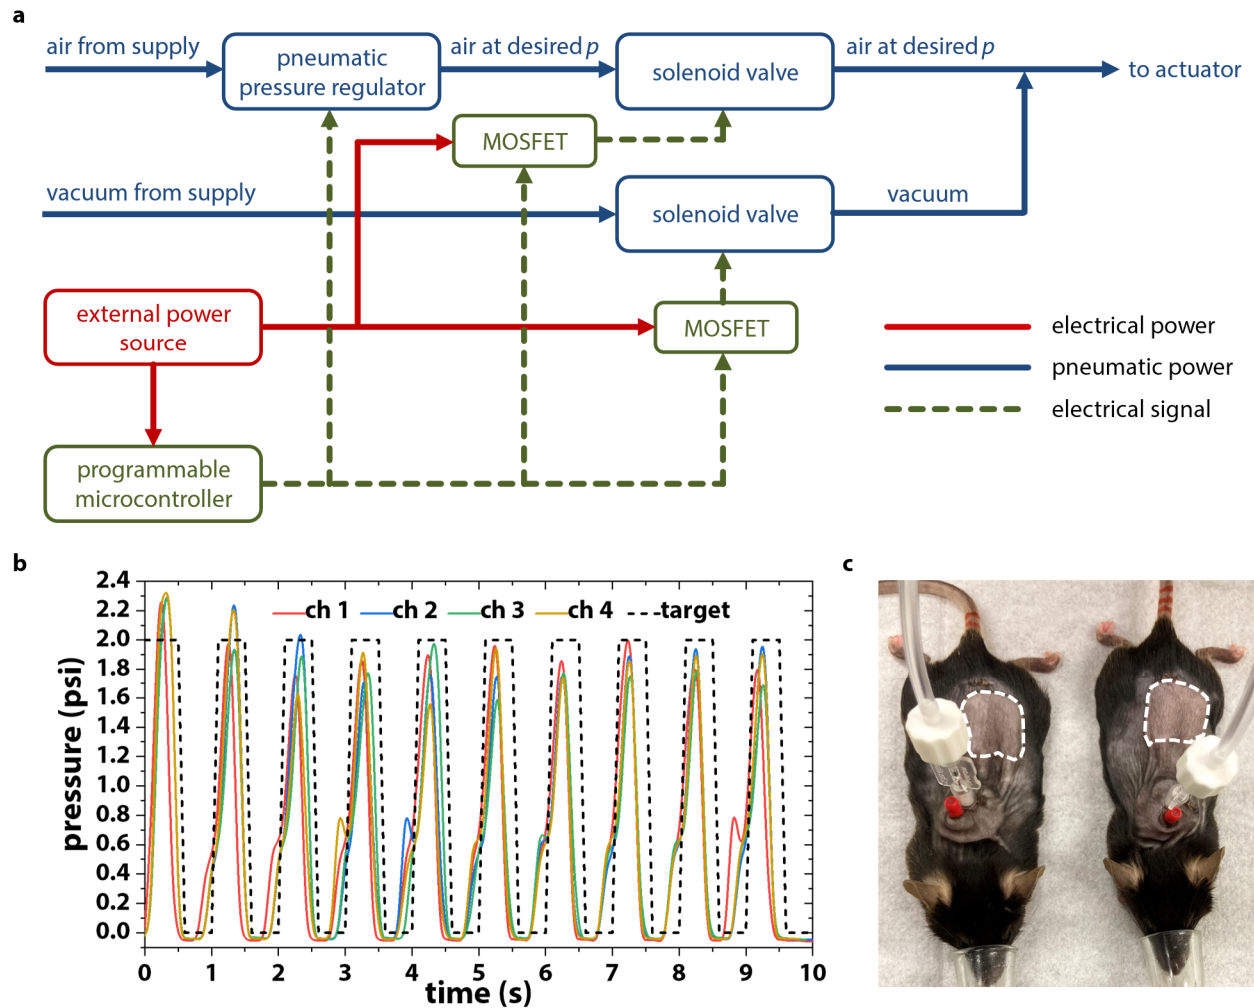 a
air from supply
pneumatic
pressure regulator
air at desired p
solenoid valve
air at desired p
to actuator
MOSFET
vacuum from supply
solenoid valve
vacuum
external power
source
MOSFET
electrical power
pneumatic power
electrical signal
programmable
microcontroller
b
2.4
2.2
2.0
1.8
1.6
1.4
1.2
1.0
0.8
0.6
0.4
0.2
0.0
pressure (psi)
ch 1 ch 2 ch 3 ch 4 target
0 1 2 3 4 5 6 7 8 9 10
time (s)
c